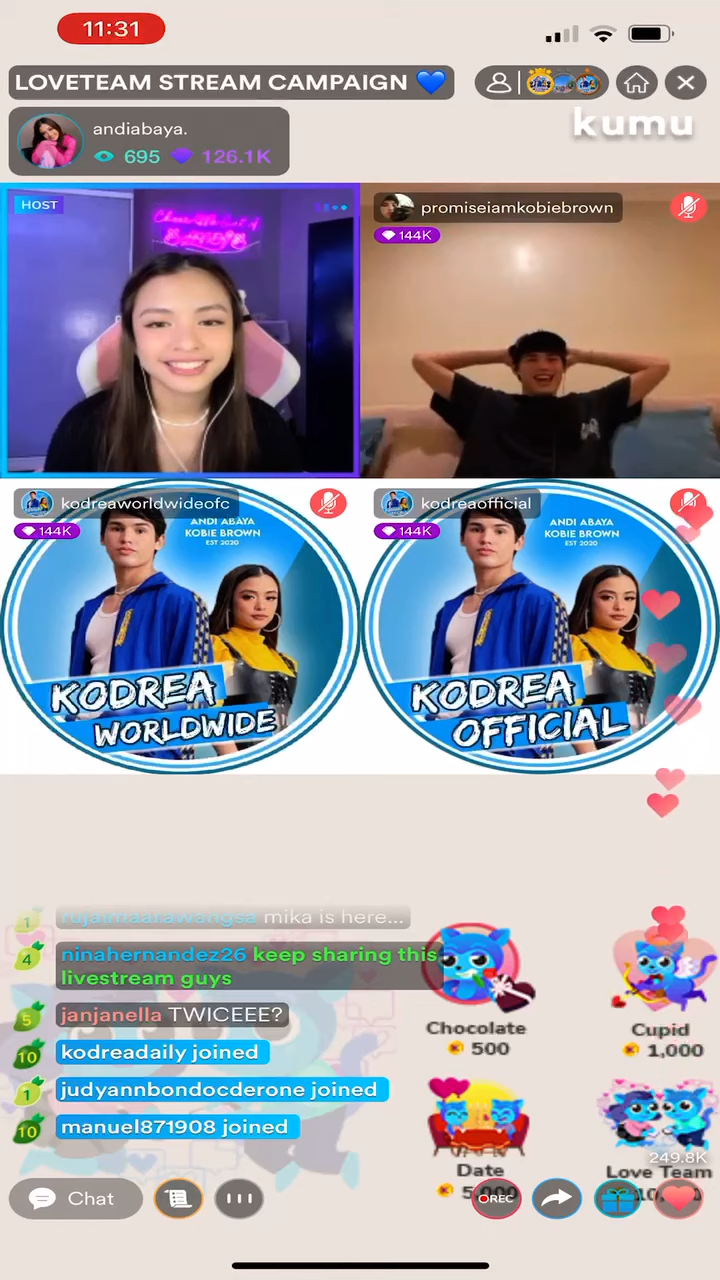 11:31
LOVETEAM STREAM CAMPAIGN 💙
kumu
andiabaya.
695 126.1K
HOST
promiseiamkobiebrown
144K
kodreaworldwideofc
144K
ANDI ABAYA
KOBIE BROWN
EST 2020
KODREA
WORLDWIDE
kodreaofficial
144K
ANDI ABAYA
KOBIE BROWN
EST 2020
KODREA
OFFICIAL
1 mika is here...
4 ninahernandez26 keep sharing this
livestream guys
5 janjanella TWICEEE?
10 kodreadaily joined
1 judyannbondocderone joined
10 manuel871908 joined
Chocolate
500
Cupid
1,000
Date
5,000
249.8K
Love Team
Chat
REC